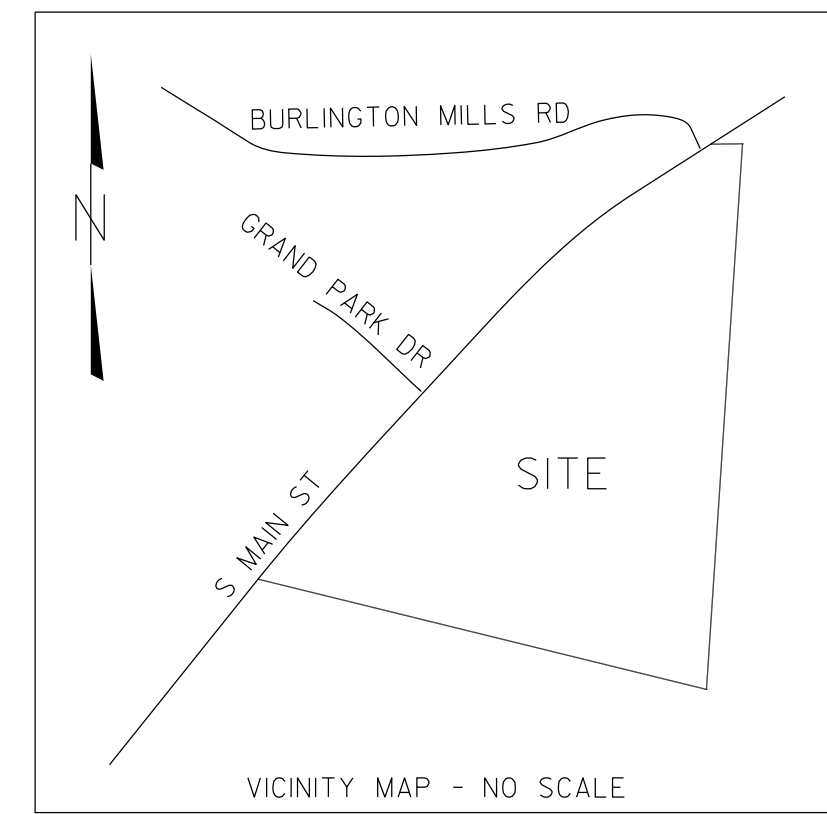 BURLINGTON MILLS RD
N
GRAND PARK DR
SITE
S MAIN ST
VICINITY MAP - NO SCALE